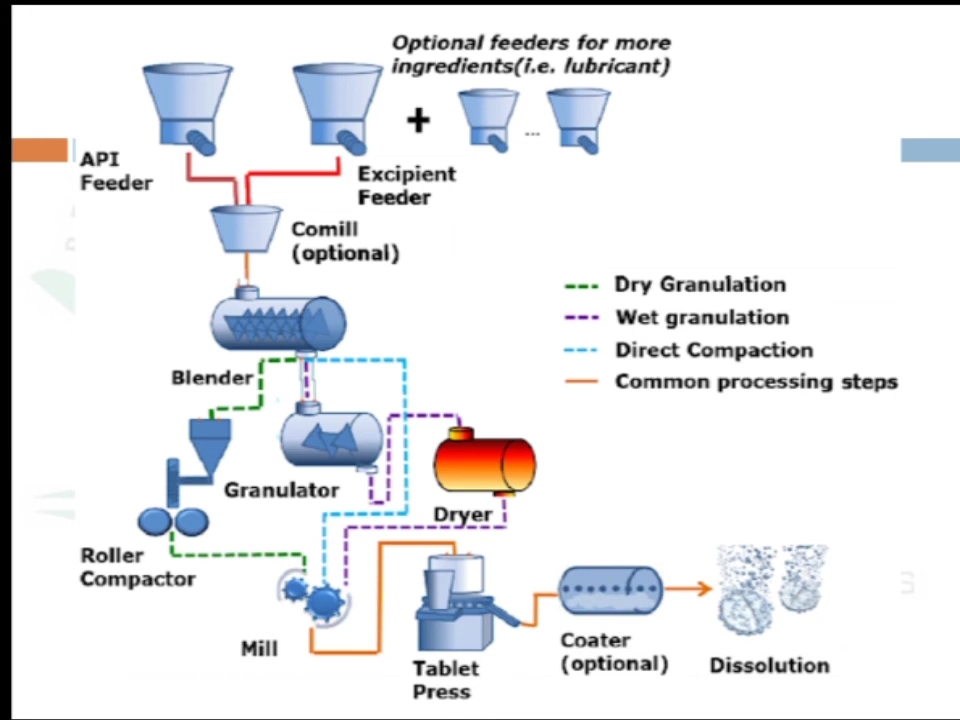 Optional feeders for more
ingredients(i.e. lubricant)
+
...
API
Feeder
Excipient
Feeder
Comill
(optional)
Dry Granulation
Wet granulation
Direct Compaction
Common processing steps
Blender
Granulator
Dryer
Roller
Compactor
Mill
Tablet
Press
Coater
(optional)
Dissolution